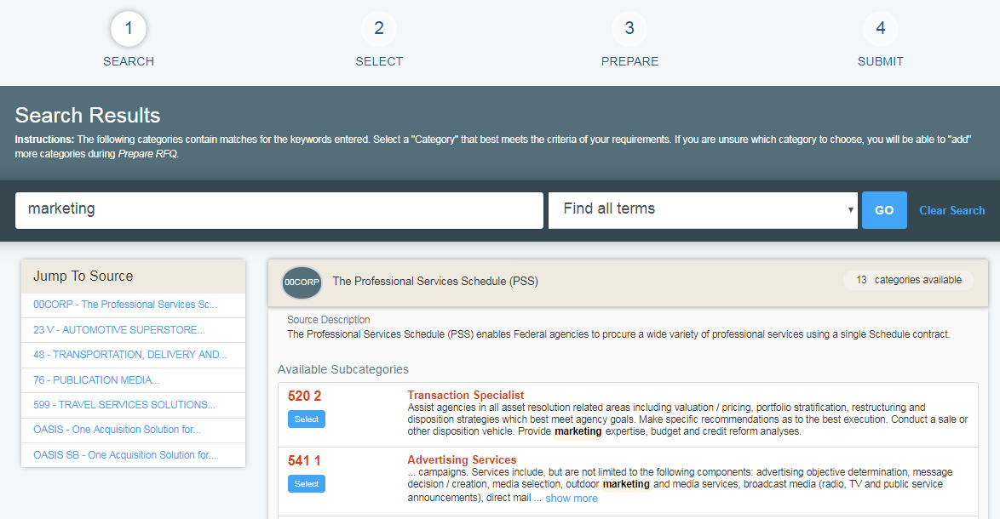 1
2
3
4
SEARCH
SELECT
PREPARE
SUBMIT
Search Results
Instructions: The following categories contain matches for the keywords entered. Select a "Category" that best meets the criteria of your requirements. If you are unsure which category to choose, you will be able to "add"
more categories during Prepare RFQ.
marketing
Find all terms
GO
Clear Search
Jump To Source
00CORP - The Professional Services Sc...
23 V - AUTOMOTIVE SUPERSTORE...
48 - TRANSPORTATION, DELIVERY AND...
76 - PUBLICATION MEDIA...
599 - TRAVEL SERVICES SOLUTIONS...
OASIS - One Acquisition Solution for...
OASIS SB - One Acquisition Solution for...
00CORP
The Professional Services Schedule (PSS)
13 categories available
Source Description
The Professional Services Schedule (PSS) enables Federal agencies to procure a wide variety of professional services using a single Schedule contract.
Available Subcategories
520 2
Select
Transaction Specialist
Assist agencies in all asset resolution related areas including valuation / pricing, portfolio stratification, restructuring and
disposition strategies which best meet agency goals. Make specific recommendations as to the best execution. Conduct a sale or
other disposition vehicle. Provide marketing expertise, budget and credit reform analyses.
541 1
Select
Advertising Services
... campaigns. Services include, but are not limited to the following components: advertising objective determination, message
decision / creation, media selection, outdoor marketing and media services, broadcast media (radio, TV and public service
announcements), direct mail ... show more